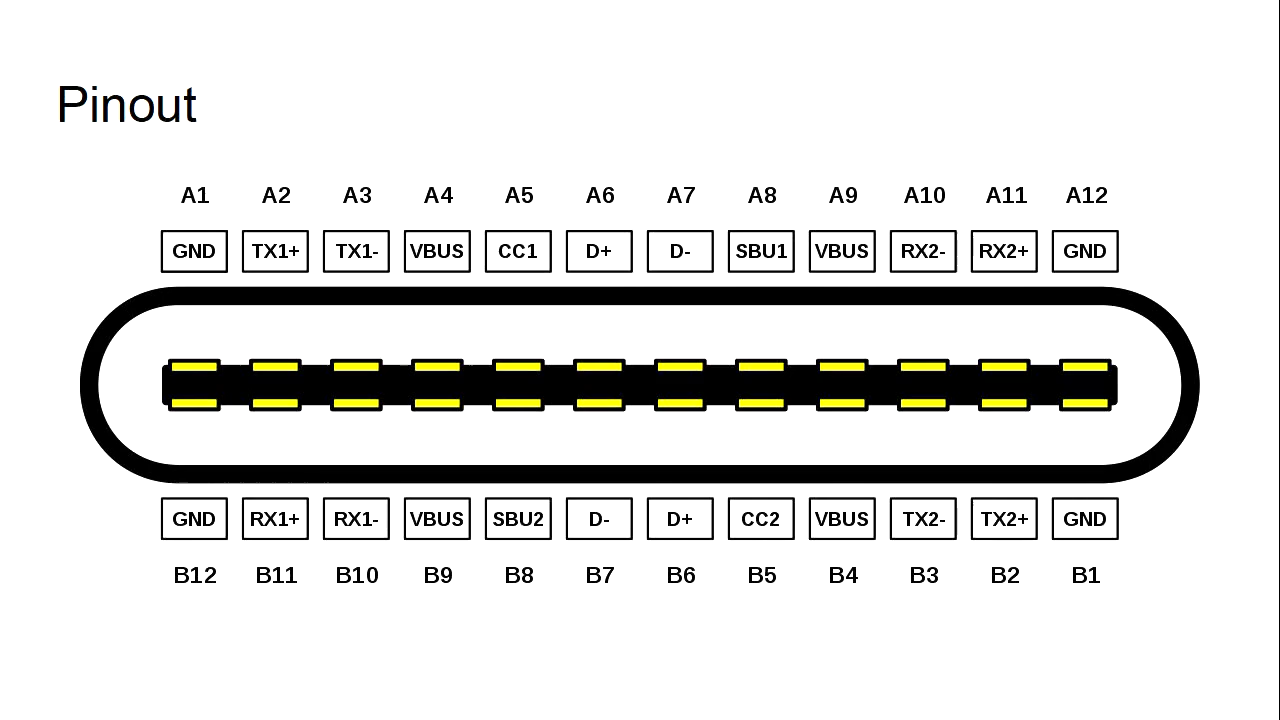 Pinout
A1 A2 A3 A4 A5 A6 A7 A8 A9 A10 A11 A12
GND TX1+ TX1- VBUS CC1 D+ D- SBU1 VBUS RX2- RX2+ GND
GND RX1+ RX1- VBUS SBU2 D- D+ CC2 VBUS TX2- TX2+ GND
B12 B11 B10 B9 B8 B7 B6 B5 B4 B3 B2 B1